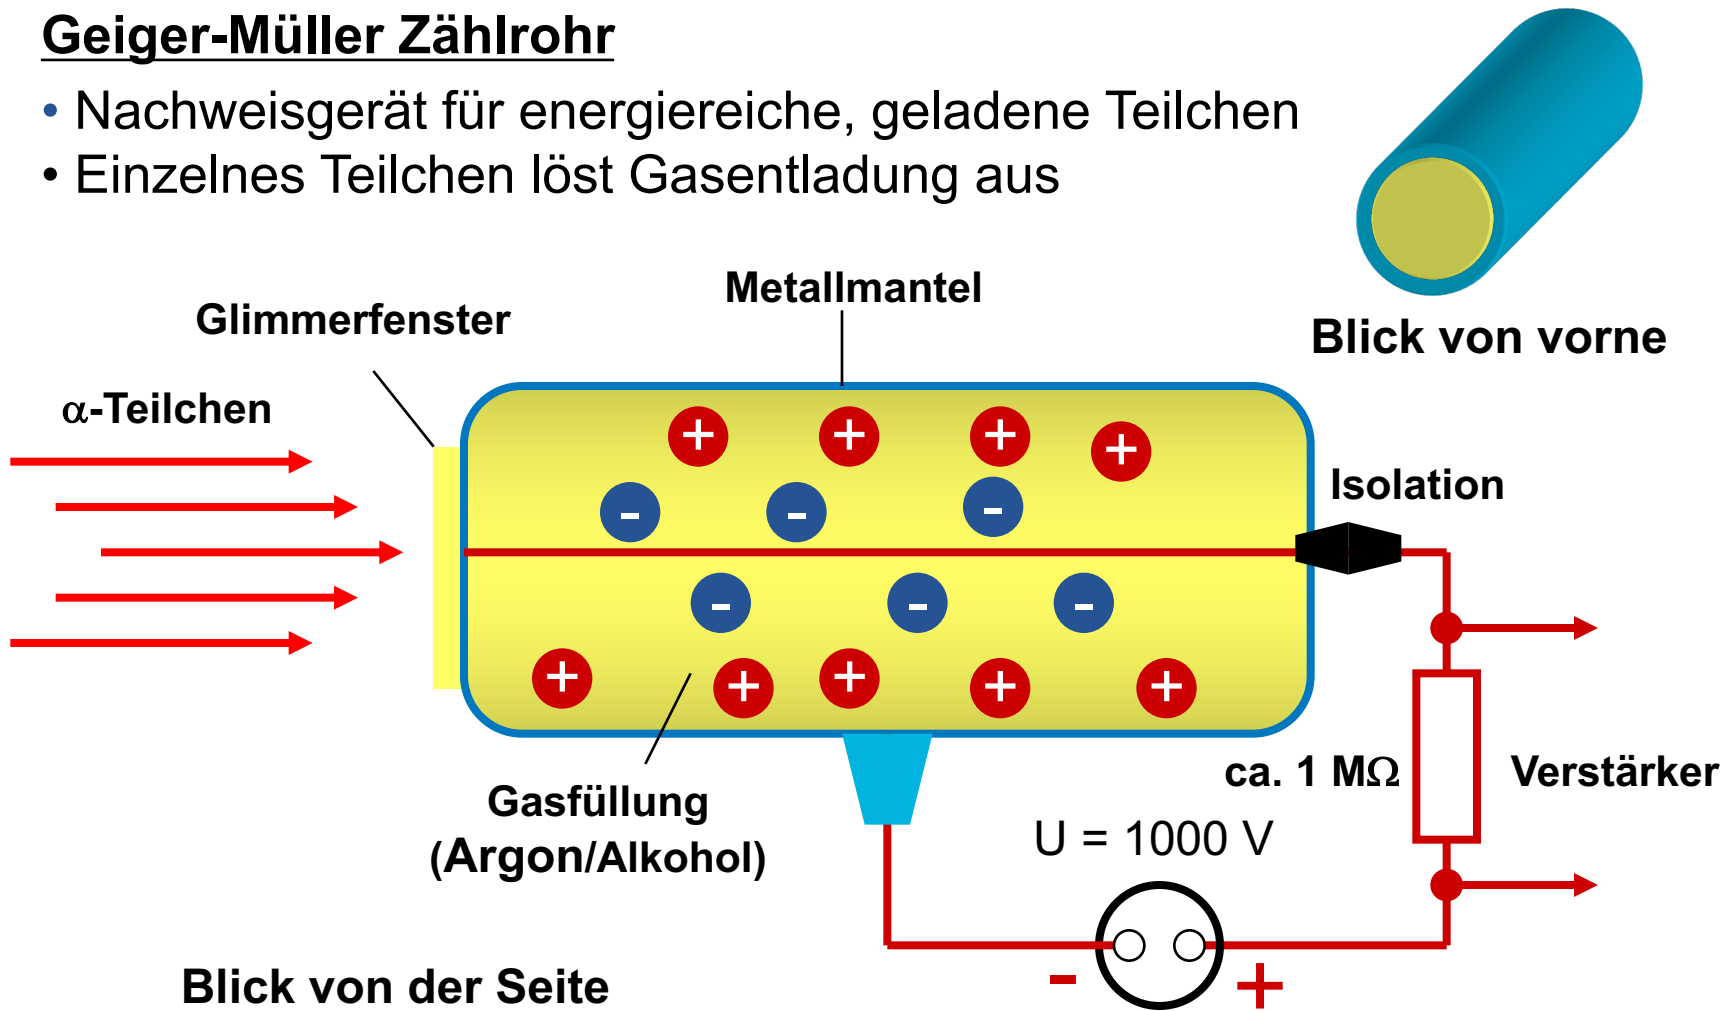 Geiger-Müller Zählrohr
• Nachweisgerät für energiereiche, geladene Teilchen
• Einzelnes Teilchen löst Gasentladung aus
Metallmantel
Glimmerfenster
Blick von vorne
α-Teilchen
+ + + +
Isolation
- - -
- - -
+ + + + +
ca. 1 MΩ
Verstärker
Gasfüllung
(Argon/Alkohol)
U = 1000 V
- +
Blick von der Seite